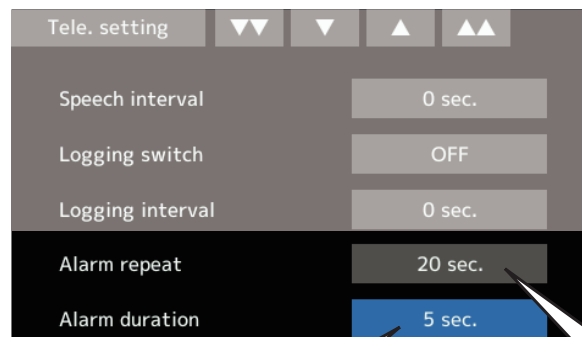 Tele. setting
Speech interval 0 sec.
Logging switch OFF
Logging interval 0 sec.
Alarm repeat 20 sec.
Alarm duration 5 sec.